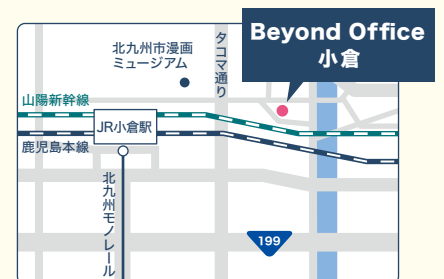 Beyond Office
小倉
北九州市漫画
ミュージアム
タコマ通り
山陽新幹線
JR小倉駅
鹿児島本線
北九州モノレール
199